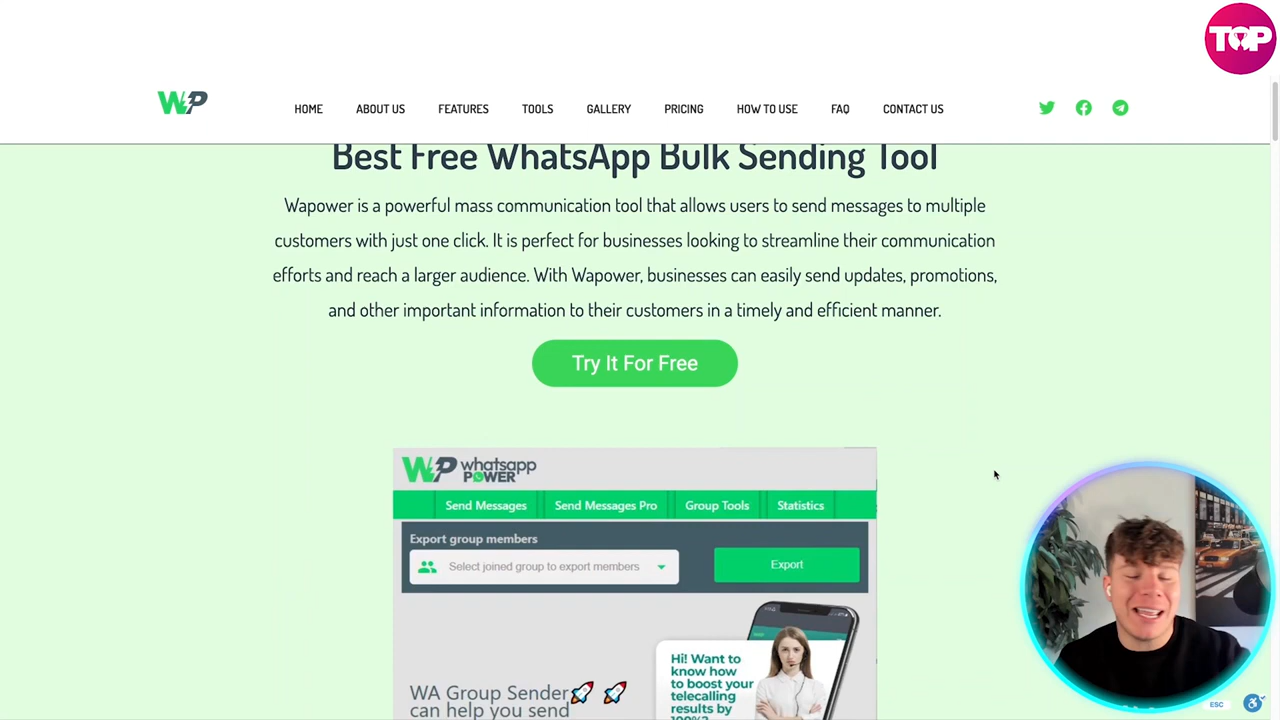 TOP
WP
HOME
ABOUT US
FEATURES
TOOLS
GALLERY
PRICING
HOW TO USE
FAQ
CONTACT US
Best Free WhatsApp Bulk Sending Tool
Wapower is a powerful mass communication tool that allows users to send messages to multiple
customers with just one click. It is perfect for businesses looking to streamline their communication
efforts and reach a larger audience. With Wapower, businesses can easily send updates, promotions,
and other important information to their customers in a timely and efficient manner.
Try It For Free
WP whatsapp
POWER
Send Messages
Send Messages Pro
Group Tools
Statistics
Export group members
Select joined group to export members
Export
WA Group Sender
can help you send
Hi! Want to
know how
to boost your
telecalling
results by
100%?
ESC